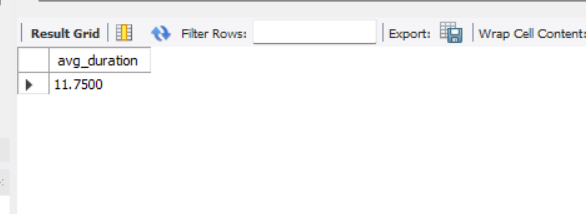 Result Grid Filter Rows: Export: Wrap Cell Content:
avg_duration
11.7500